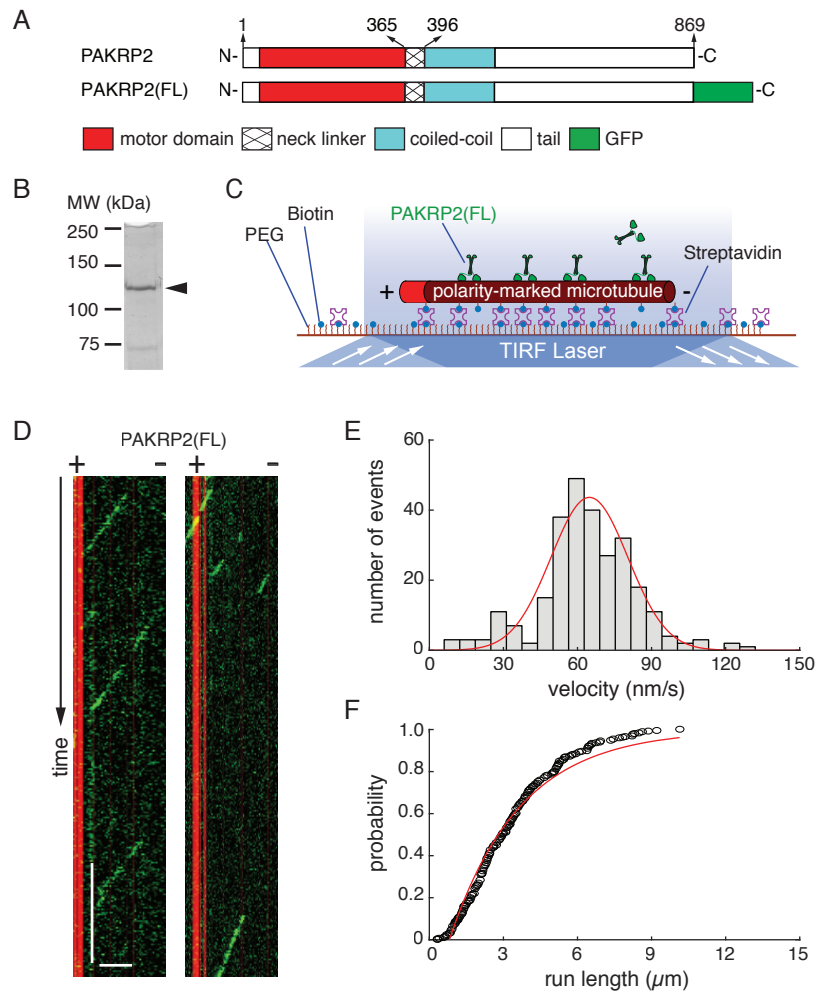 A
1 365 396 869
PAKRP2 N- -C
PAKRP2(FL) N- -C
motor domain neck linker coiled-coil tail GFP
B
MW (kDa)
250
150
100
75
C
PEG
Biotin
PAKRP2(FL)
Streptavidin
+ polarity-marked microtubule -
TIRF Laser
D
PAKRP2(FL)
+ - + -
time
E
60
40
20
0
number of events
0 30 60 90 120 150
velocity (nm/s)
F
1.0
0.8
0.6
0.4
0.2
0
probability
0 3 6 9 12 15
run length (µm)